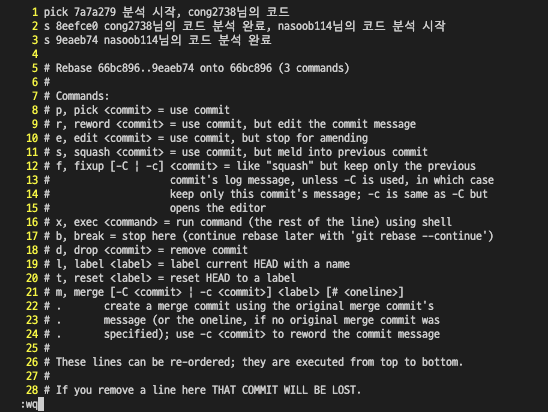 1 pick 7a7a279 분석 시작, cong2738님의 코드
2 s 8eefce0 cong2738님의 코드 분석 완료, nasoob114님의 코드 분석 시작
3 s 9eaeb74 nasoob114님의 코드 분석 완료
4
5 # Rebase 66bc896..9eaeb74 onto 66bc896 (3 commands)
6 #
7 # Commands:
8 # p, pick <commit> = use commit
9 # r, reword <commit> = use commit, but edit the commit message
10 # e, edit <commit> = use commit, but stop for amending
11 # s, squash <commit> = use commit, but meld into previous commit
12 # f, fixup [-C ¦ -c] <commit> = like "squash" but keep only the previous
13 # commit's log message, unless -C is used, in which case
14 # keep only this commit's message; -c is same as -C but
15 # opens the editor
16 # x, exec <command> = run command (the rest of the line) using shell
17 # b, break = stop here (continue rebase later with 'git rebase --continue')
18 # d, drop <commit> = remove commit
19 # l, label <label> = label current HEAD with a name
20 # t, reset <label> = reset HEAD to a label
21 # m, merge [-C <commit> ¦ -c <commit>] <label> [# <oneline>]
22 # . create a merge commit using the original merge commit's
23 # . message (or the oneline, if no original merge commit was
24 # . specified); use -c <commit> to reword the commit message
25 #
26 # These lines can be re-ordered; they are executed from top to bottom.
27 #
28 # If you remove a line here THAT COMMIT WILL BE LOST.
:wq